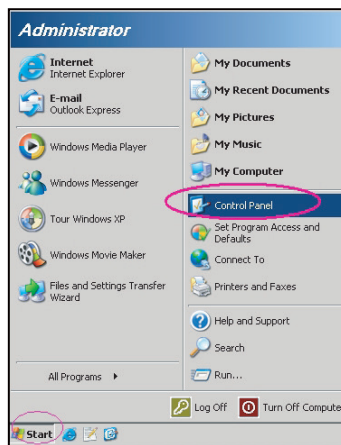 Administrator
Internet
Internet Explorer
E-mail
Outlook Express
Windows Media Player
Windows Messenger
Tour Windows XP
Windows Movie Maker
Files and Settings Transfer
Wizard
All Programs
My Documents
My Recent Documents
My Pictures
My Music
My Computer
Control Panel
Set Program Access and
Defaults
Connect To
Printers and Faxes
Help and Support
Search
Run...
Log Off
Turn Off Compute
Start